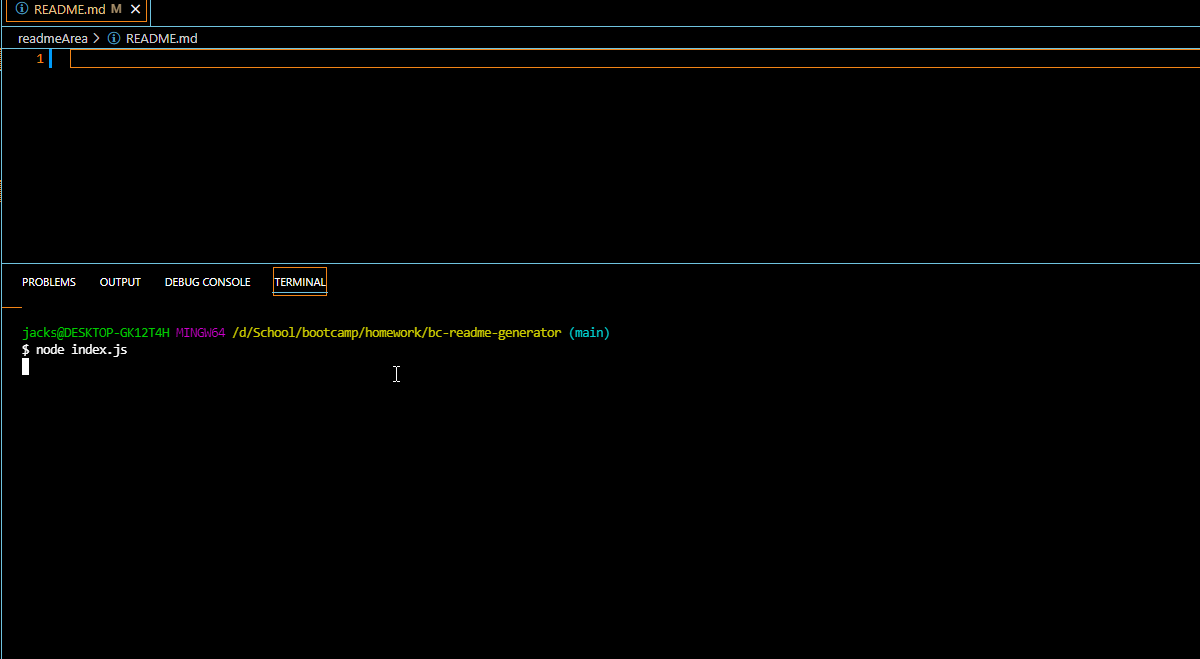 README.md M
readmeArea > README.md
1
PROBLEMS OUTPUT DEBUG CONSOLE TERMINAL
jacks@DESKTOP-GK12T4H MINGW64 /d/School/bootcamp/homework/bc-readme-generator (main)
$ node index.js